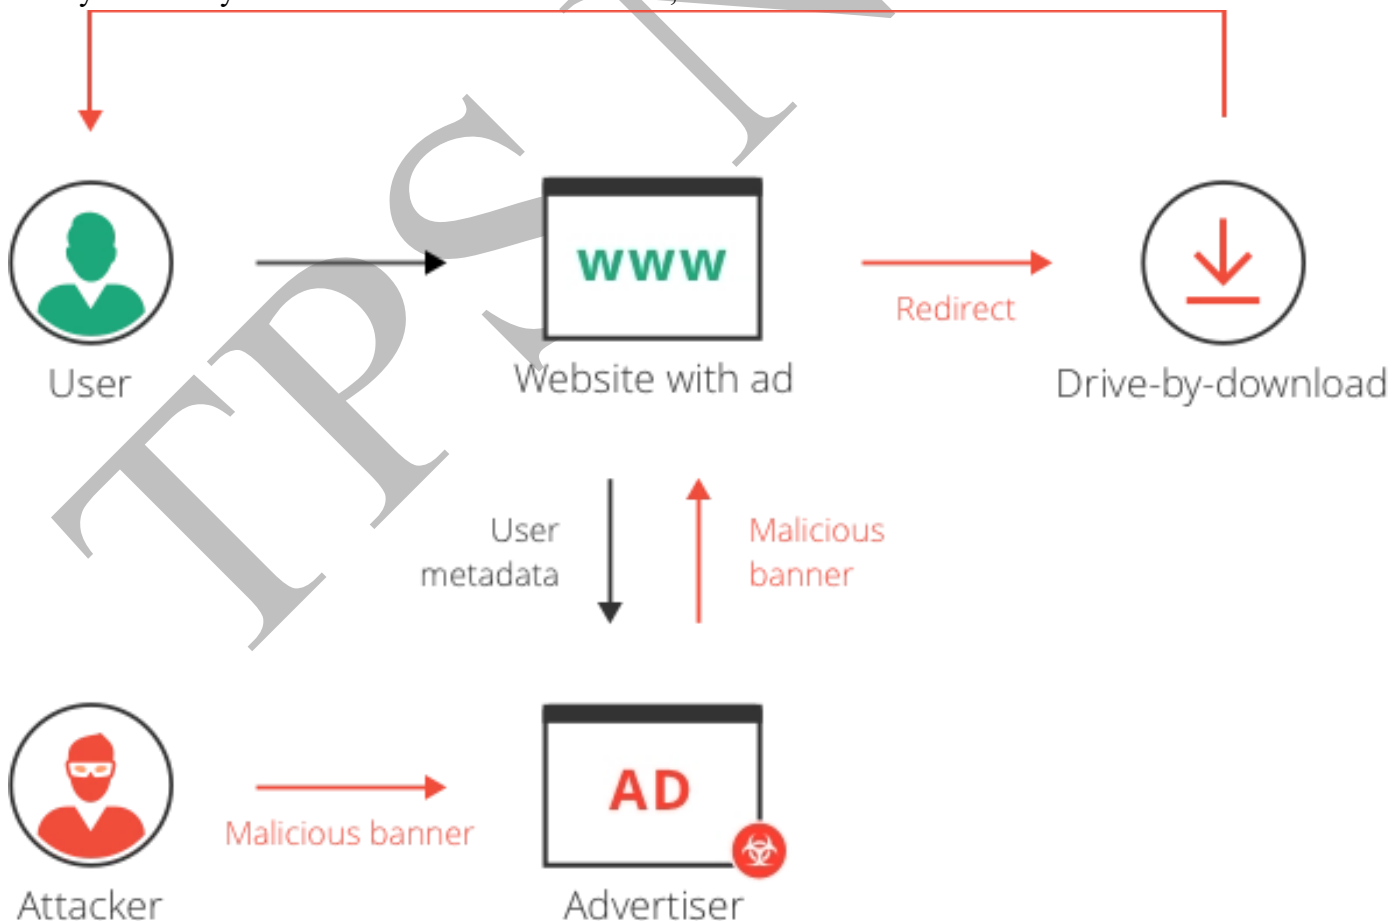 www
Redirect
User
Website with ad
Drive-by-download
User
metadata
Malicious
banner
AD
Malicious banner
Attacker
Advertiser
TPS